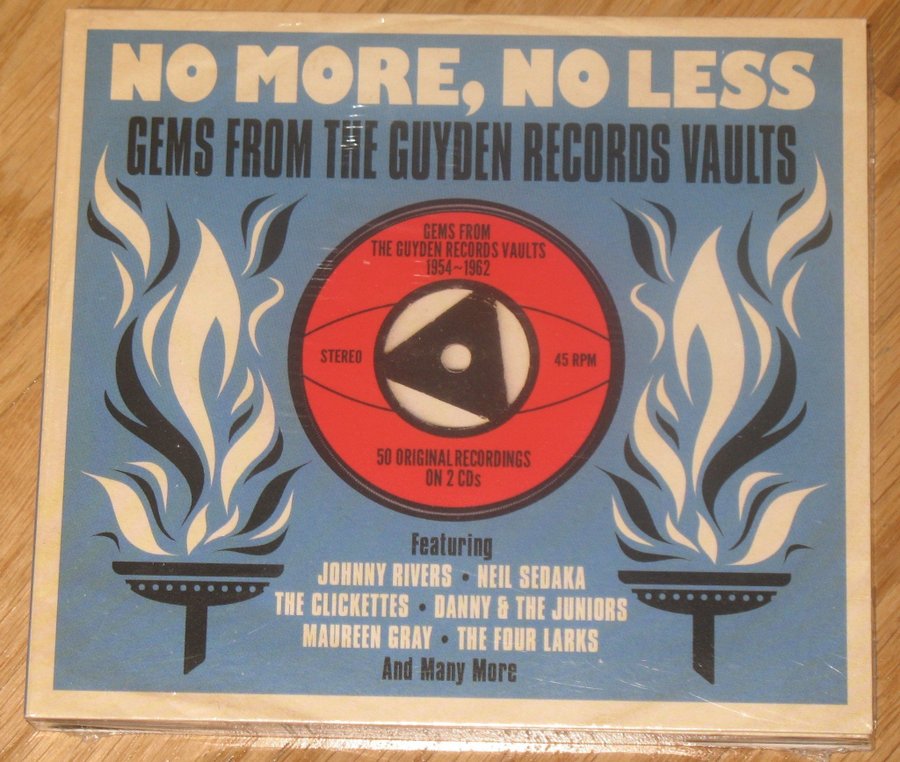 NO MORE, NO LESS
GEMS FROM THE GUYDEN RECORDS VAULTS
GEMS FROM
THE GUYDEN RECORDS VAULTS
1954~1962
STEREO 45 RPM
50 ORIGINAL RECORDINGS
ON 2 CDs
Featuring
JOHNNY RIVERS • NEIL SEDAKA
THE CLICKETTES • DANNY & THE JUNIORS
MAUREEN GRAY • THE FOUR LARKS
And Many More